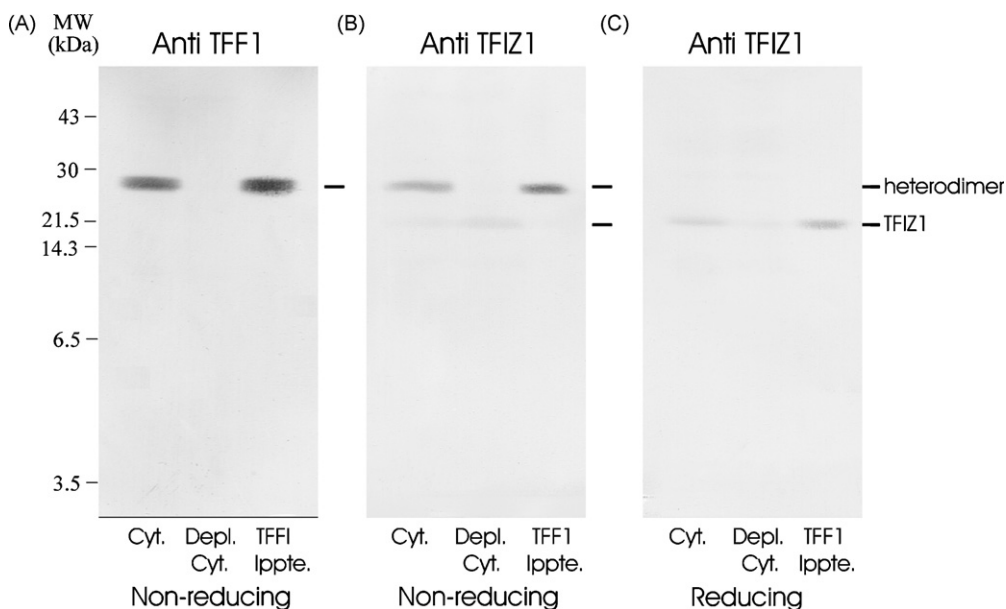 (A) MW (kDa) Anti TFF1
(B) Anti TFIZ1
(C) Anti TFIZ1
43
30
21.5
14.3
6.5
3.5
heterodimer
TFIZ1
Cyt. Depl. Cyt. TFFI Ippte.
Non-reducing
Cyt. Depl. Cyt. TFF1 Ippte.
Non-reducing
Cyt. Depl. Cyt. TFF1 Ippte.
Reducing